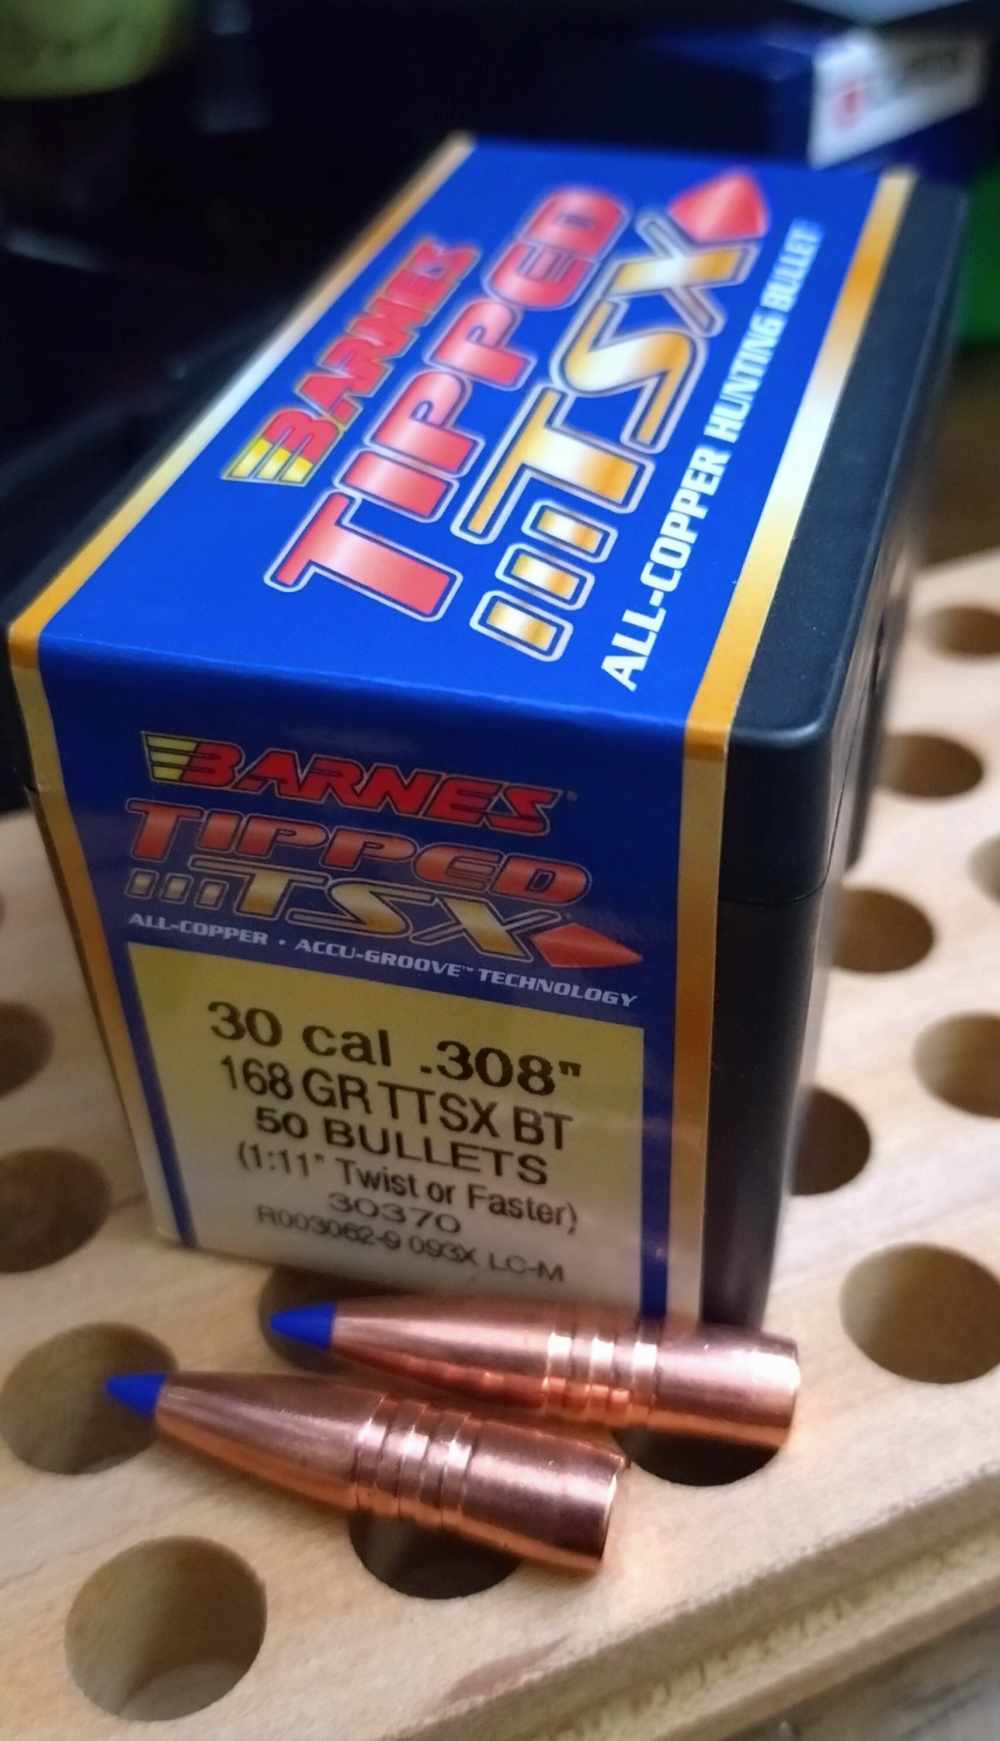 BARNES
TIPPED
TSX
ALL-COPPER HUNTING BULLET
BARNES®
TIPPED
TSX
ALL-COPPER • ACCU-GROOVE™ TECHNOLOGY
30 cal .308"
168 GR TTSX BT
50 BULLETS
(1:11" Twist or Faster)
30370
R003062-9 093X LC-M